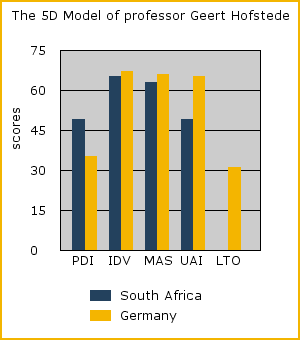 The 5D Model of professor Geert Hofstede
scores
75
60
45
30
15
0
PDI IDV MAS UAI LTO
South Africa
Germany